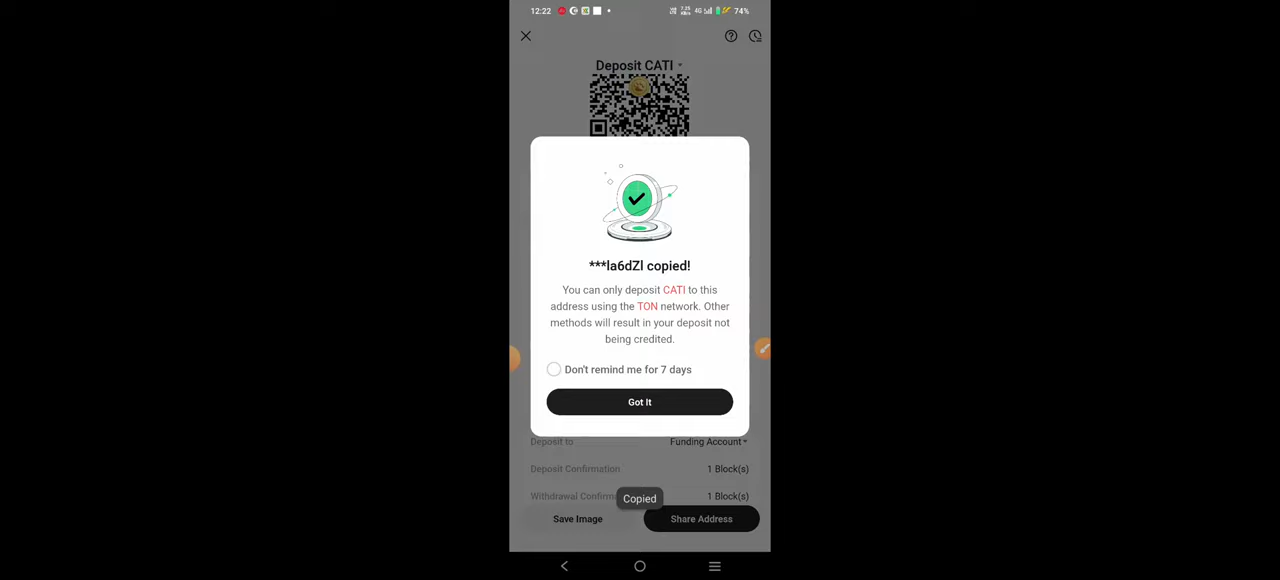 12:22
4G
74%
Deposit CATI
***la6dZl copied!
You can only deposit CATI to this
address using the TON network. Other
methods will result in your deposit not
being credited.
Don't remind me for 7 days
Got It
Deposit to
Funding Account
Deposit Confirmation
1 Block(s)
Withdrawal Confirm
1 Block(s)
Copied
Save Image
Share Address